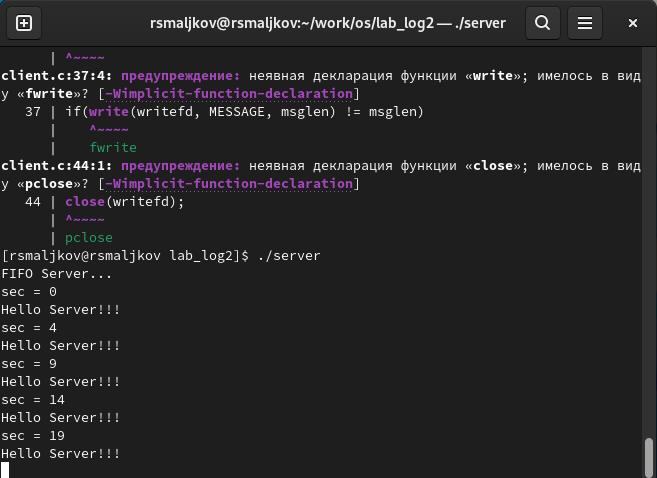 rsmaljkov@rsmaljkov:~/work/os/lab_log2 — ./server
| ^~~~~
client.c:37:4: предупреждение: неявная декларация функции «write»; имелось в вид
у «fwrite»? [-Wimplicit-function-declaration]
37 | if(write(writefd, MESSAGE, msglen) != msglen)
| ^~~~~
| fwrite
client.c:44:1: предупреждение: неявная декларация функции «close»; имелось в вид
у «pclose»? [-Wimplicit-function-declaration]
44 | close(writefd);
| ^~~~~
| pclose
[rsmaljkov@rsmaljkov lab_log2]$ ./server
FIFO Server...
sec = 0
Hello Server!!!
sec = 4
Hello Server!!!
sec = 9
Hello Server!!!
sec = 14
Hello Server!!!
sec = 19
Hello Server!!!